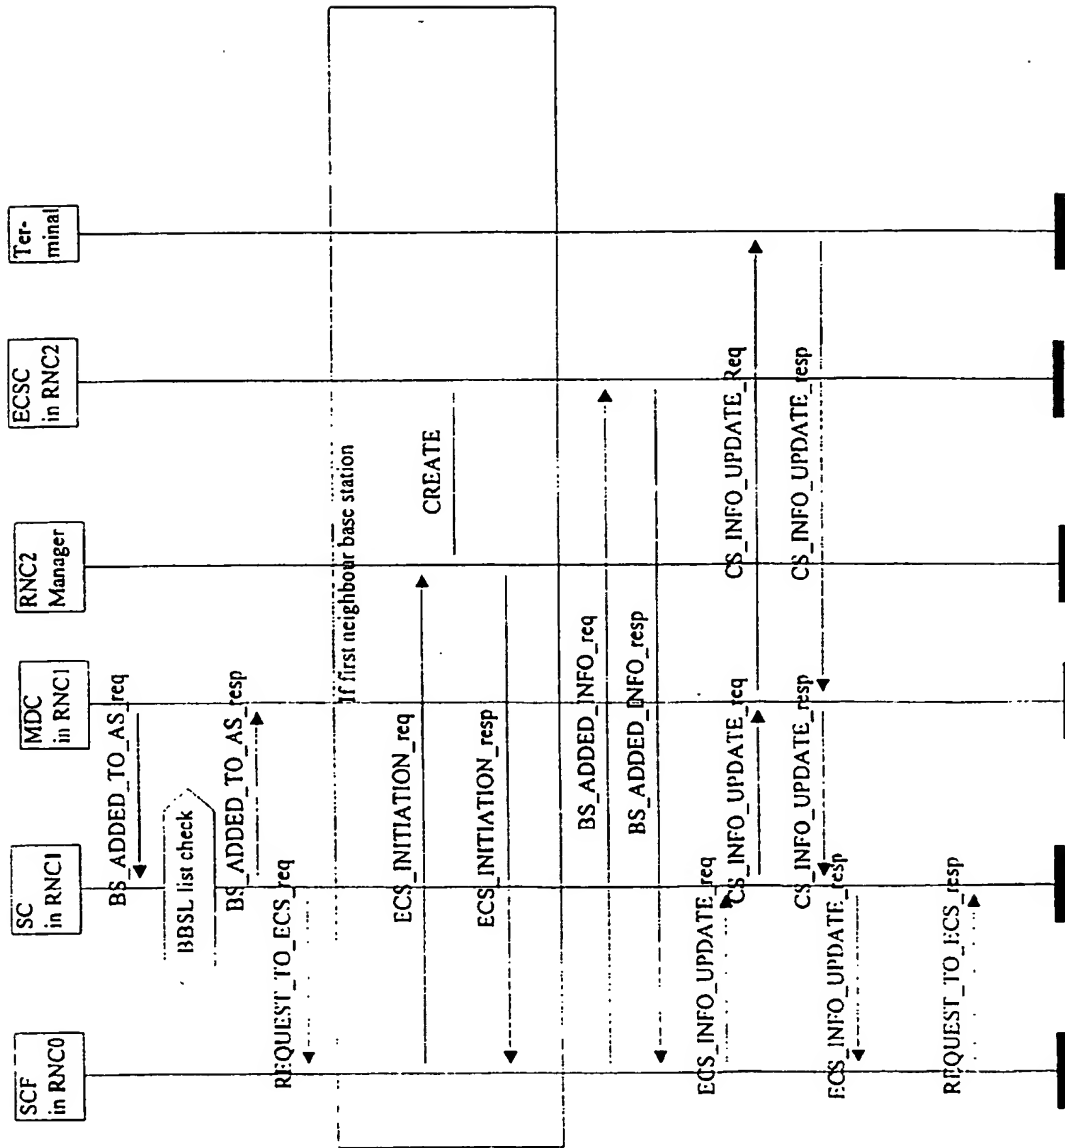 SCF
in RNC0
SC
in RNC1
MDC
in RNC1
RNC2
Manager
ECSC
in RNC2
Ter-
minal
BS_ADDED_TO_AS_req
BBSL list check
BS_ADDED_TO_AS_resp
REQUEST_TO_ECS_req
If first neighbour base station
ECS_INITIATION_req
CREATE
ECS_INITIATION_resp
BS_ADDED_INFO_req
BS_ADDED_INFO_resp
ECS_INFO_UPDATE_req
CS_INFO_UPDATE_req
CS_INFO_UPDATE_Req
CS_INFO_UPDATE_resp
CS_INFO_UPDATE_resp
ECS_INFO_UPDATE_resp
REQUEST_TO_ECS_resp